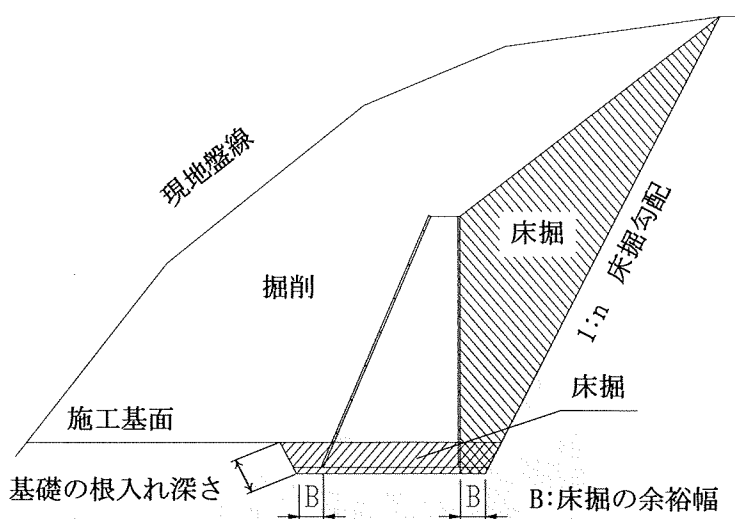 現地盤線
床掘
1:n 床掘勾配
掘削
床掘
施工基面
基礎の根入れ深さ
B
B
B:床掘の余裕幅